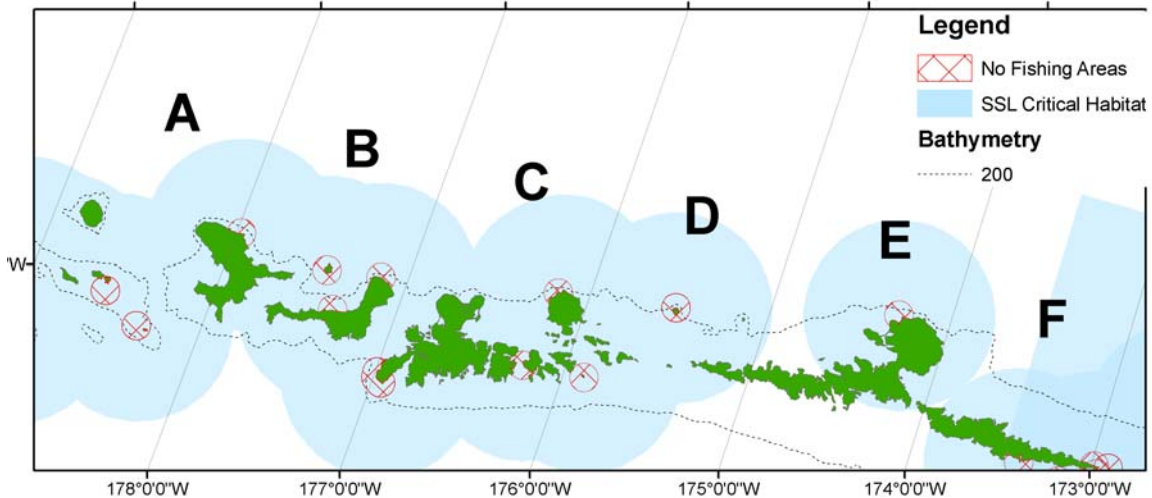 Legend
No Fishing Areas
SSL Critical Habitat
Bathymetry
200
A
B
C
D
E
F
°W
178°0'0"W 177°0'0"W 176°0'0"W 175°0'0"W 174°0'0"W 173°0'0"W